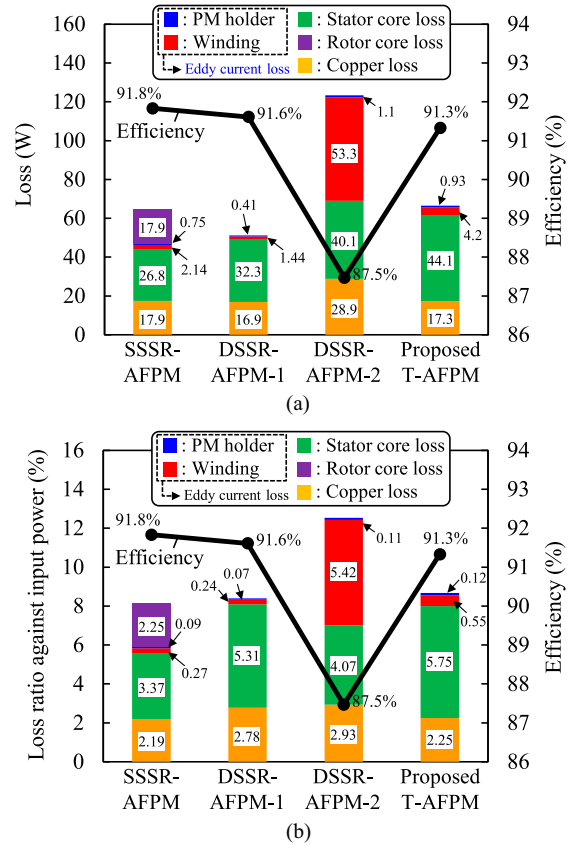 : PM holder
: Stator core loss
: Winding
: Rotor core loss
Eddy current loss
: Copper loss
160
140
120
100
80
60
40
20
0
Loss (W)
94
93
92
91
90
89
88
87
86
Efficiency (%)
91.8%
91.6%
87.5%
91.3%
Efficiency
17.9
0.75
2.14
26.8
17.9
0.41
1.44
32.3
16.9
1.1
53.3
40.1
28.9
0.93
4.2
44.1
17.3
SSSR-
AFPM
DSSR-
AFPM-1
DSSR-
AFPM-2
Proposed
T-AFPM
(a)
: PM holder
: Stator core loss
: Winding
: Rotor core loss
Eddy current loss
: Copper loss
16
14
12
10
8
6
4
2
0
Loss ratio against input power (%)
94
93
92
91
90
89
88
87
86
Efficiency (%)
91.8%
91.6%
87.5%
91.3%
Efficiency
2.25
0.09
0.27
3.37
2.19
0.07
0.24
5.31
2.78
0.11
5.42
4.07
2.93
0.12
0.55
5.75
2.25
SSSR-
AFPM
DSSR-
AFPM-1
DSSR-
AFPM-2
Proposed
T-AFPM
(b)